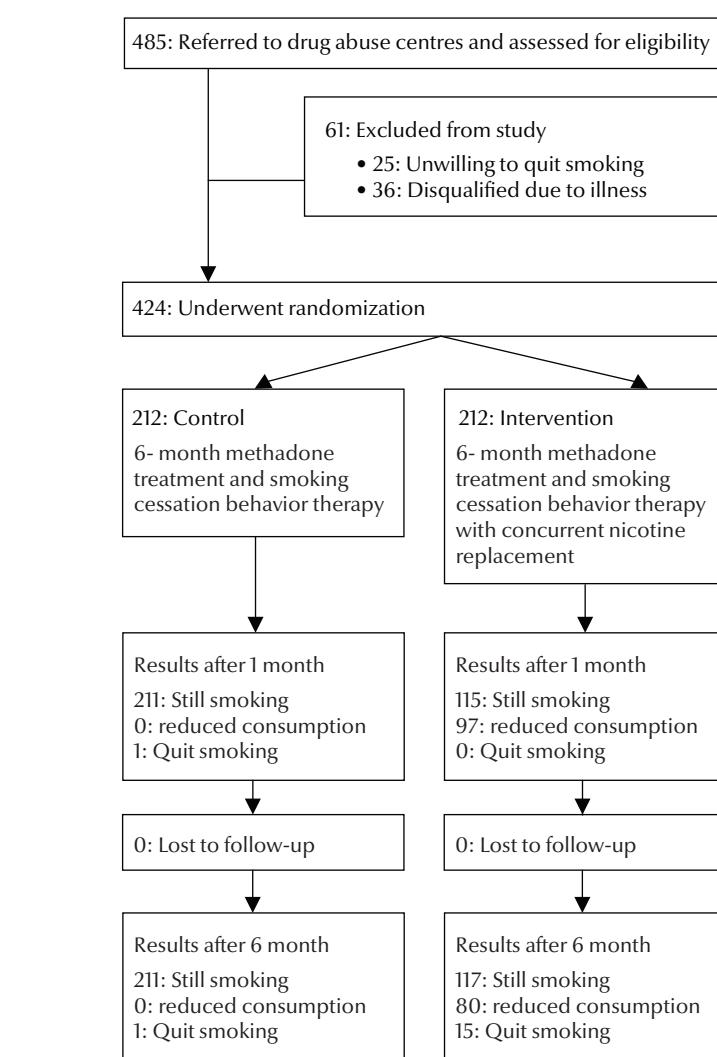 485: Referred to drug abuse centres and assessed for eligibility
61: Excluded from study
• 25: Unwilling to quit smoking
• 36: Disqualified due to illness
424: Underwent randomization
212: Control
6- month methadone
treatment and smoking
cessation behavior therapy
212: Intervention
6- month methadone
treatment and smoking
cessation behavior therapy
with concurrent nicotine
replacement
Results after 1 month
211: Still smoking
0: reduced consumption
1: Quit smoking
Results after 1 month
115: Still smoking
97: reduced consumption
0: Quit smoking
0: Lost to follow-up
0: Lost to follow-up
Results after 6 month
211: Still smoking
0: reduced consumption
1: Quit smoking
Results after 6 month
117: Still smoking
80: reduced consumption
15: Quit smoking